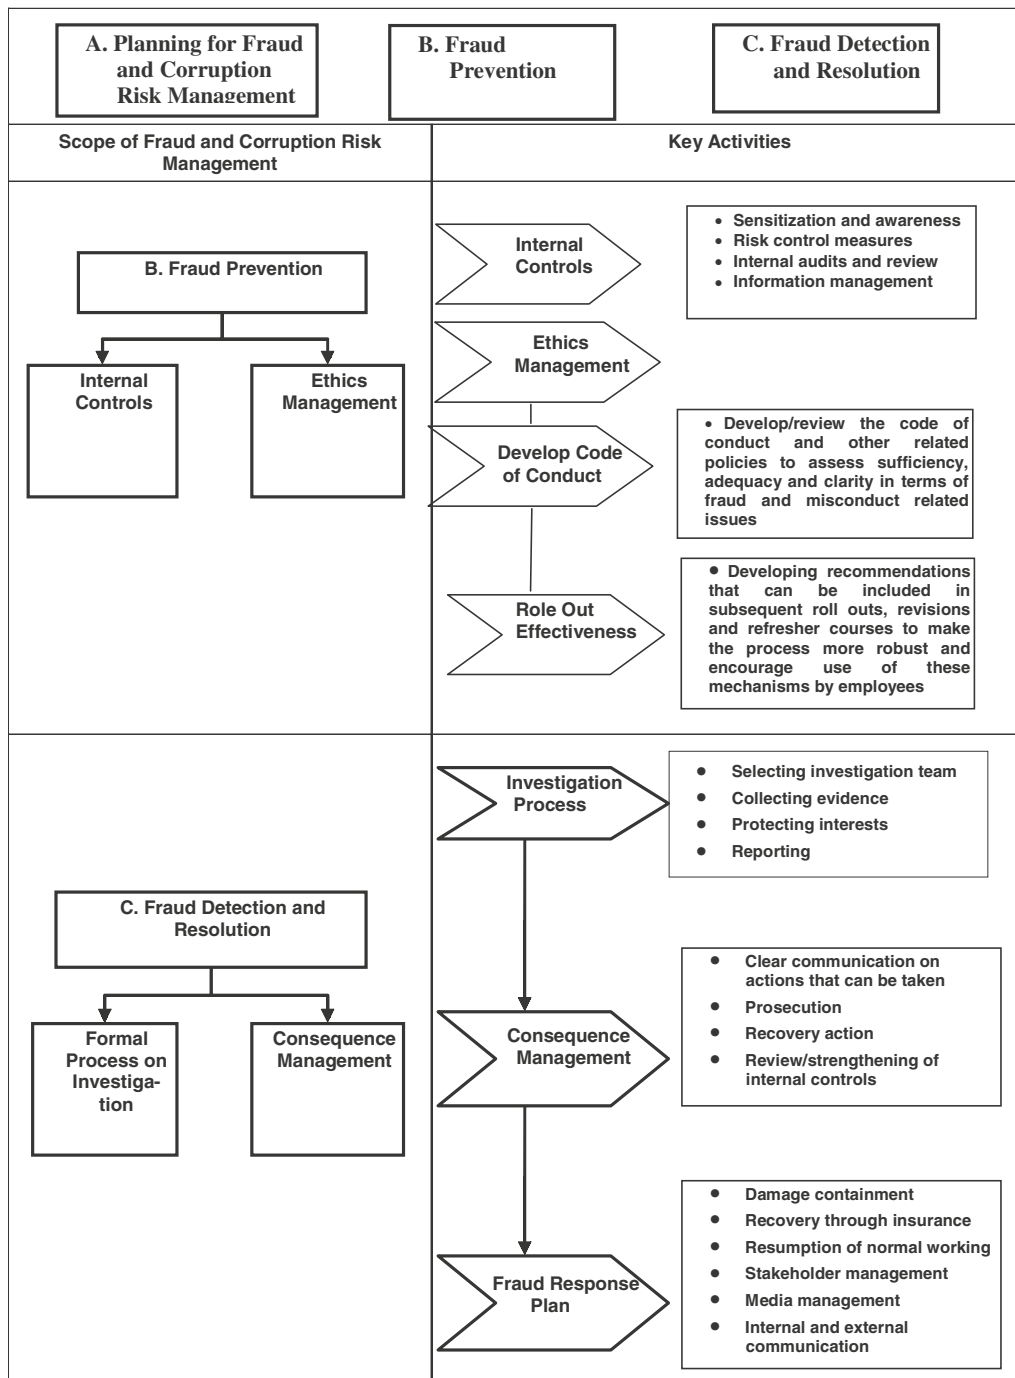 A. Planning for Fraud
and Corruption
Risk Management
B. Fraud
Prevention
C. Fraud Detection
and Resolution
Scope of Fraud and Corruption Risk
Management
Key Activities
B. Fraud Prevention
Internal
Controls
Ethics
Management
Internal
Controls
• Sensitization and awareness
• Risk control measures
• Internal audits and review
• Information management
Ethics
Management
Develop Code
of Conduct
• Develop/review the code of
conduct and other related
policies to assess sufficiency,
adequacy and clarity in terms of
fraud and misconduct related
issues
Role Out
Effectiveness
• Developing recommendations
that can be included in
subsequent roll outs, revisions
and refresher courses to make
the process more robust and
encourage use of these
mechanisms by employees
C. Fraud Detection and
Resolution
Formal
Process on
Investiga-
tion
Consequence
Management
Investigation
Process
• Selecting investigation team
• Collecting evidence
• Protecting interests
• Reporting
Consequence
Management
• Clear communication on
actions that can be taken
• Prosecution
• Recovery action
• Review/strengthening of
internal controls
Fraud Response
Plan
• Damage containment
• Recovery through insurance
• Resumption of normal working
• Stakeholder management
• Media management
• Internal and external
communication